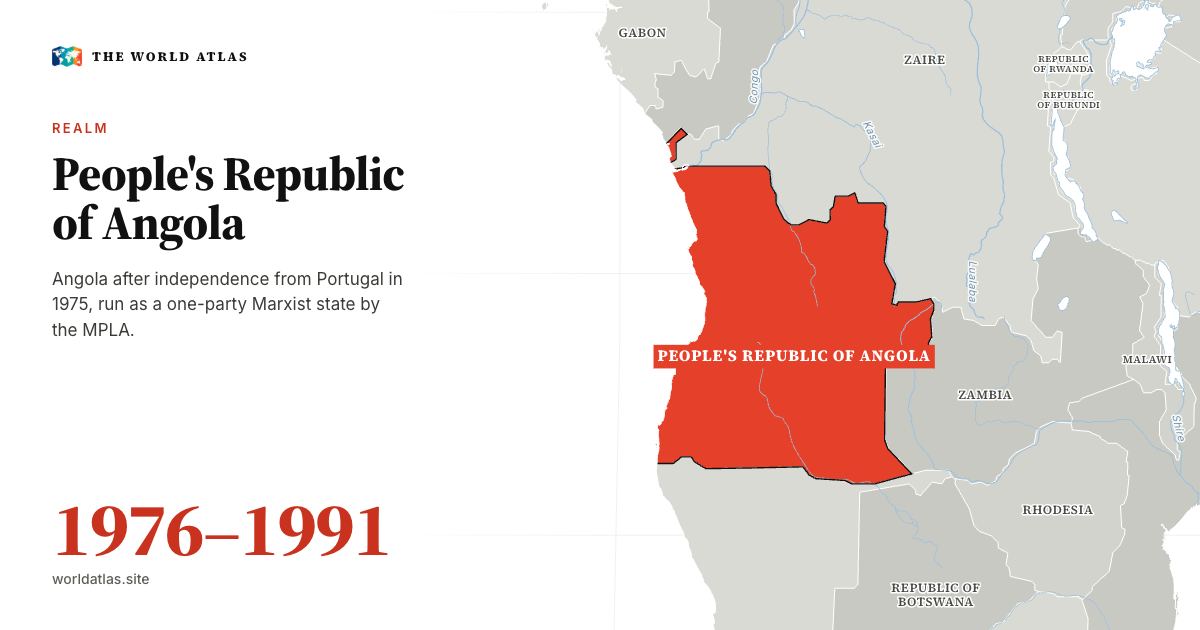 THE WORLD ATLAS
REALM
People's Republic
of Angola
Angola after independence from Portugal in
1975, run as a one-party Marxist state by
the MPLA.
1976–1991
worldatlas.site
GABON
ZAIRE
REPUBLIC
OF RWANDA
REPUBLIC
OF BURUNDI
Congo
Kasai
Lualaba
PEOPLE'S REPUBLIC OF ANGOLA
MALAWI
ZAMBIA
Shire
RHODESIA
REPUBLIC OF
BOTSWANA